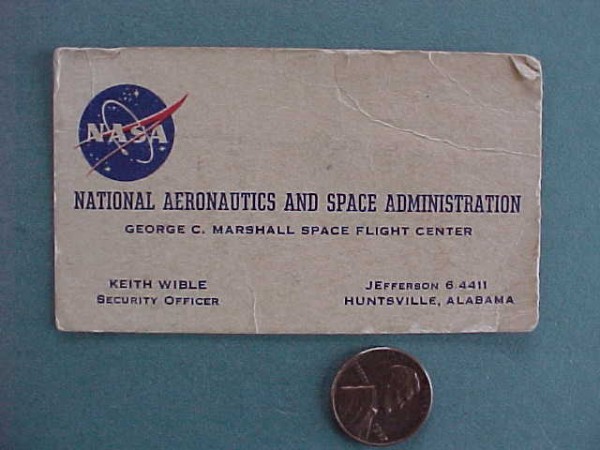 NASA
NATIONAL AERONAUTICS AND SPACE ADMINISTRATION
GEORGE C. MARSHALL SPACE FLIGHT CENTER
KEITH WIBLE
SECURITY OFFICER
JEFFERSON 6 4411
HUNTSVILLE, ALABAMA